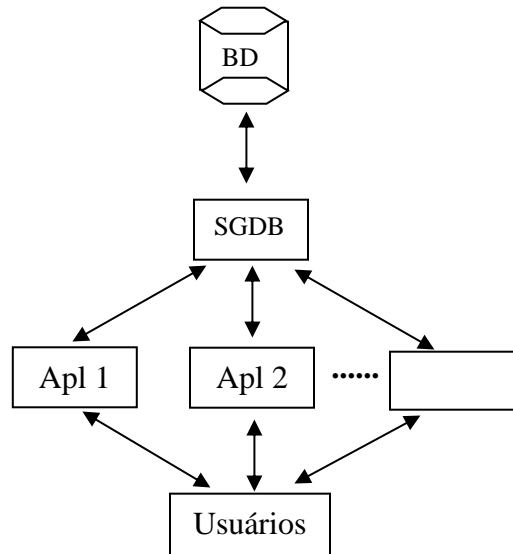 BD
SGDB
Apl 1
Apl 2
......
Usuários